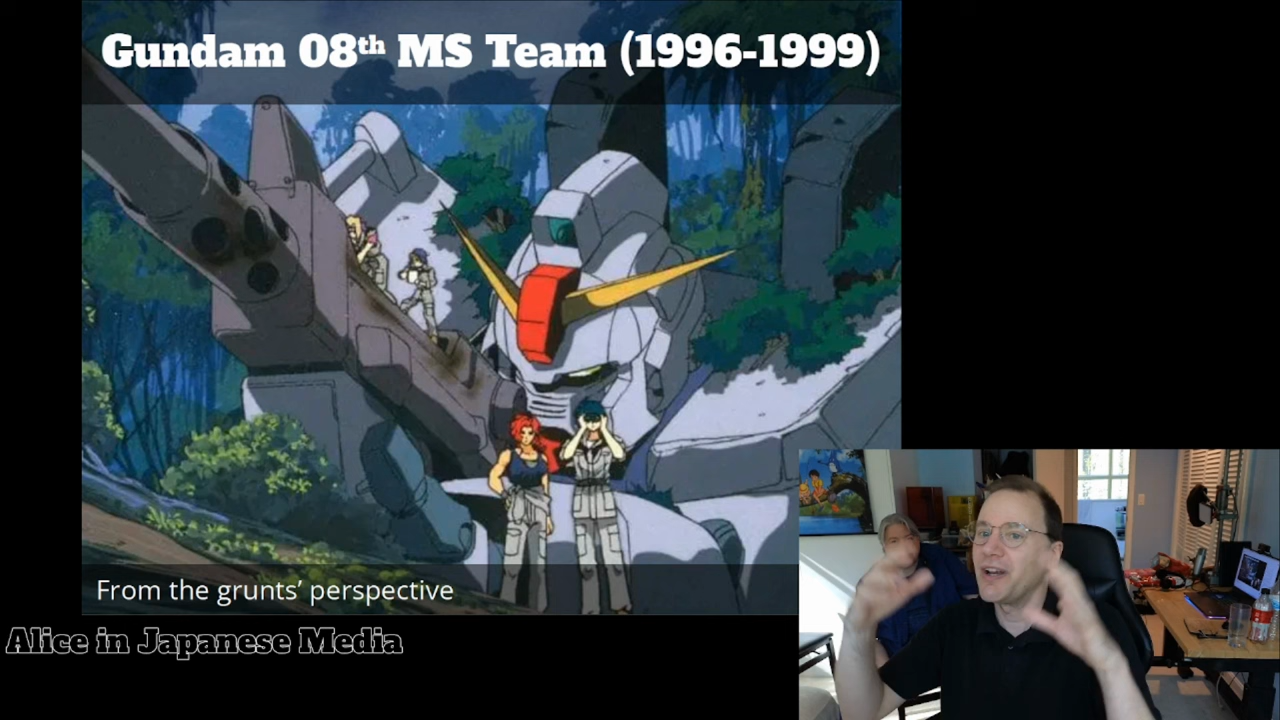 Gundam 08th MS Team (1996-1999)
From the grunts’ perspective
Alice in Japanese Media